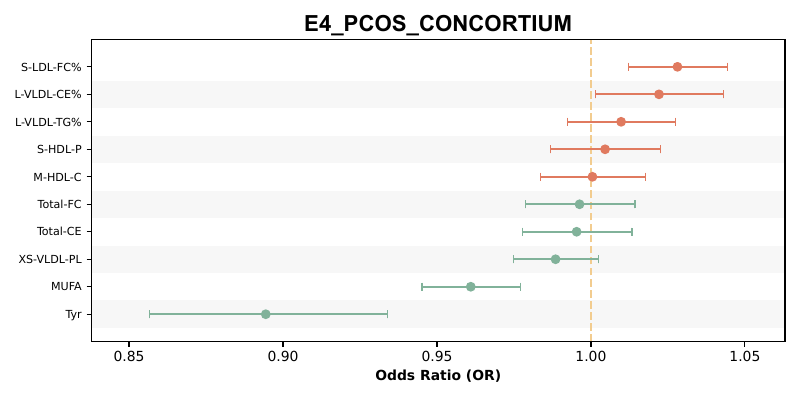 E4_PCOS_CONCORTIUM
S-LDL-FC%
L-VLDL-CE%
L-VLDL-TG%
S-HDL-P
M-HDL-C
Total-FC
Total-CE
XS-VLDL-PL
MUFA
Tyr
0.85 0.90 0.95 1.00 1.05
Odds Ratio (OR)